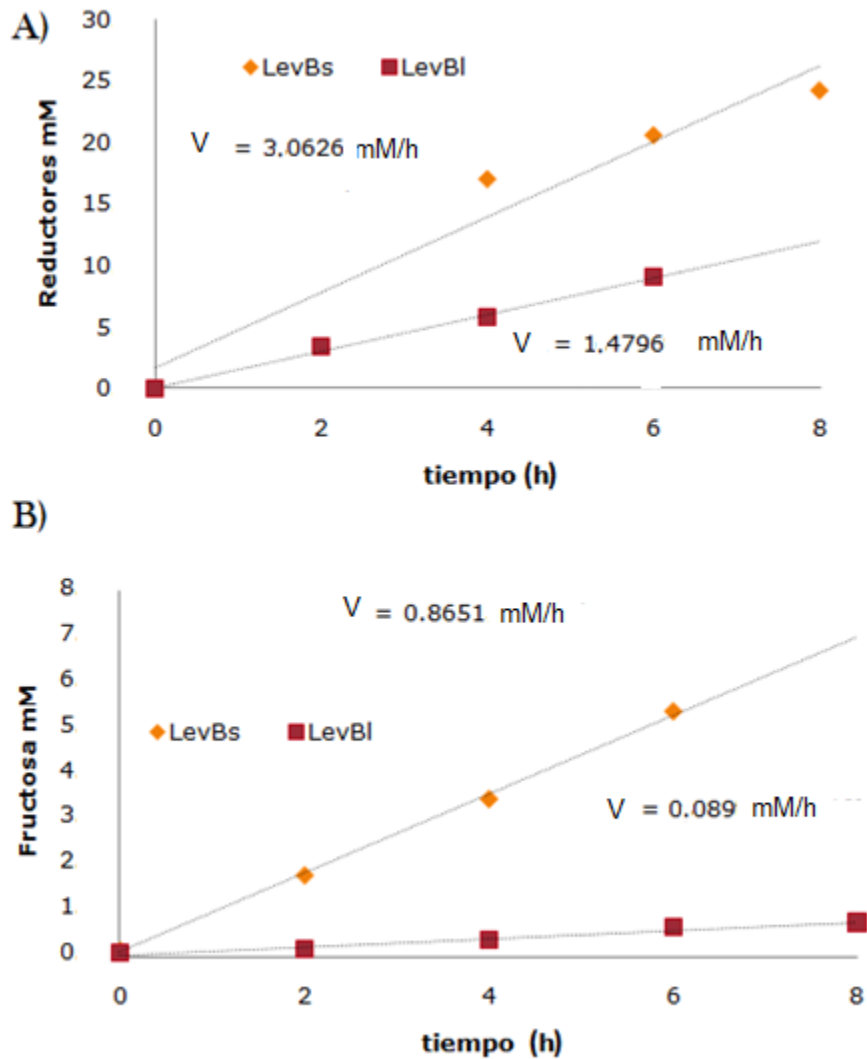 A)
30
25
20
15
10
5
0
Reductores mM
LevBs LevBl
V = 3.0626 mM/h
V = 1.4796 mM/h
0 2 4 6 8
tiempo (h)
B)
8
7
6
5
4
3
2
1
0
Fructosa mM
V = 0.8651 mM/h
LevBs LevBl
V = 0.089 mM/h
0 2 4 6 8
tiempo (h)